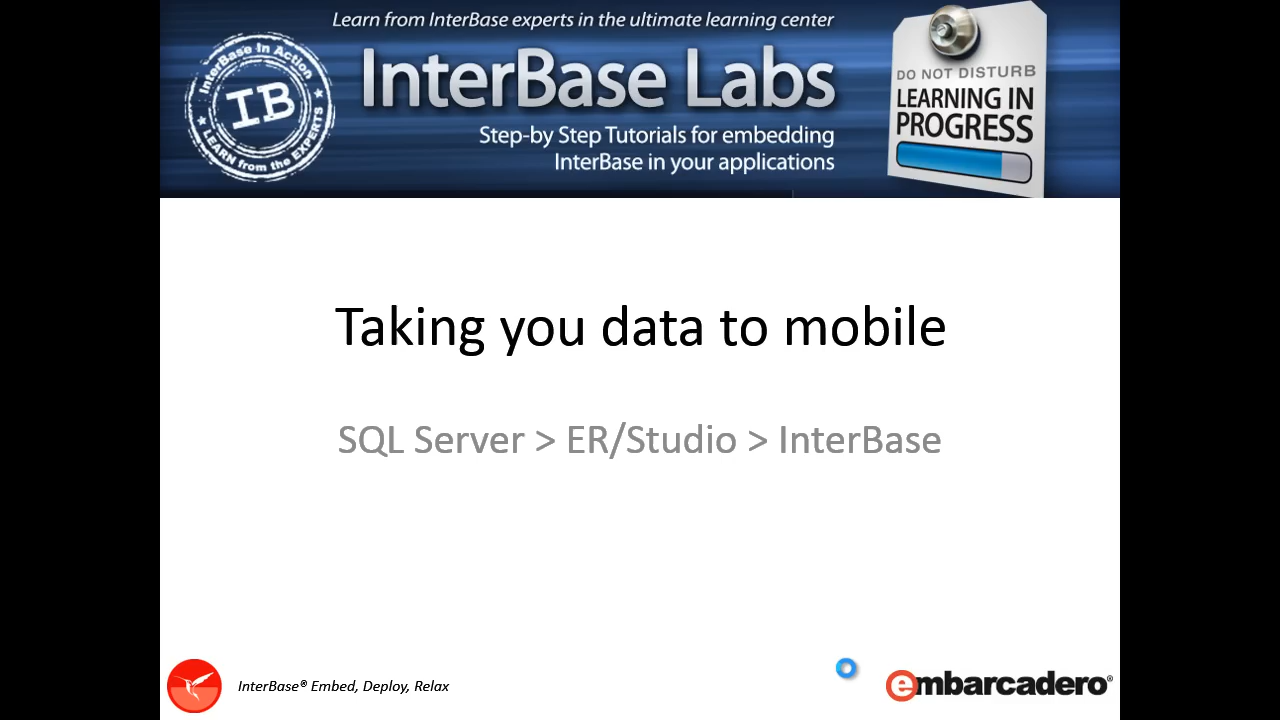 Learn from InterBase experts in the ultimate learning center
InterBase Labs
Step-by Step Tutorials for embedding
InterBase in your applications
InterBase In Action
IB
LEARN from the EXPERTS
DO NOT DISTURB
LEARNING IN
PROGRESS
Taking you data to mobile
SQL Server > ER/Studio > InterBase
InterBase® Embed, Deploy, Relax
embarcadero®